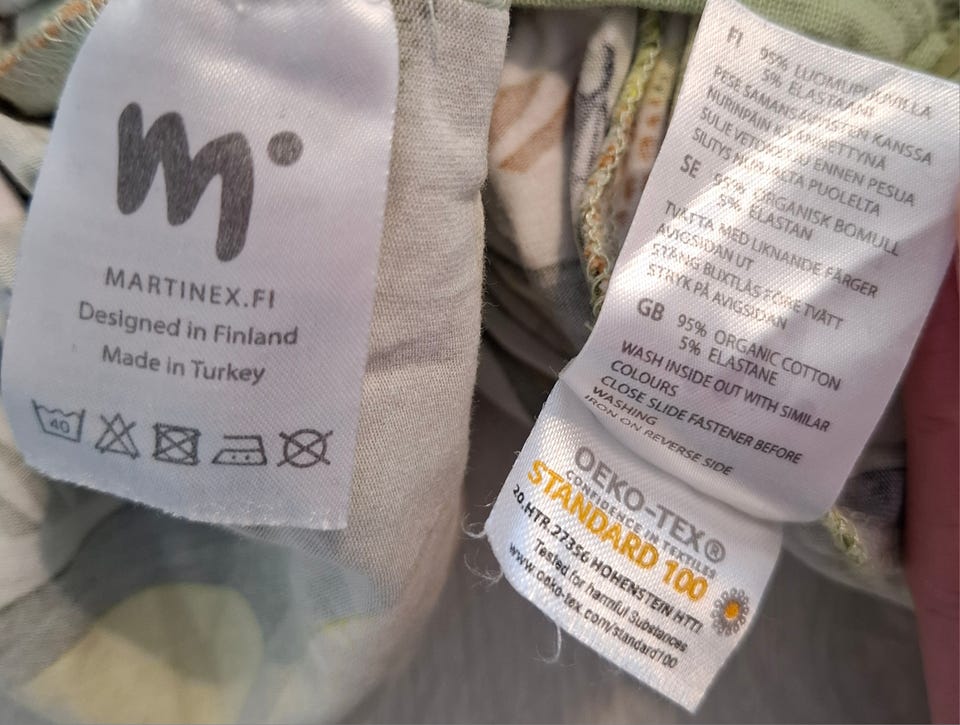 m
MARTINEX.FI
Designed in Finland
Made in Turkey
40
FI 95% LUOMUPUUVILLA
5% ELASTAANI
PESE SAMANSÄVYISTEN KANSSA
NURINPÄIN KÄÄNNETTYNÄ
SULJE VETOKETJU ENNEN PESUA
SILITYS NURJALTA PUOLELTA
SE 95% ORGANISK BOMULL
5% ELASTAN
TVÄTTA MED LIKNANDE FÄRGER
AVIGSIDAN UT
STÄNG BLIXTLÅS FÖRE TVÄTT
STRYK PÅ AVIGSIDAN
GB 95% ORGANIC COTTON
5% ELASTANE
WASH INSIDE OUT WITH SIMILAR
COLOURS
CLOSE SLIDE FASTENER BEFORE
WASHING
IRON ON REVERSE SIDE
OEKO-TEX®
CONFIDENCE IN TEXTILES
STANDARD 100
20.HTR.27356 HOHENSTEIN HTTI
Tested for harmful Substances
www.oeko-tex.com/standard100